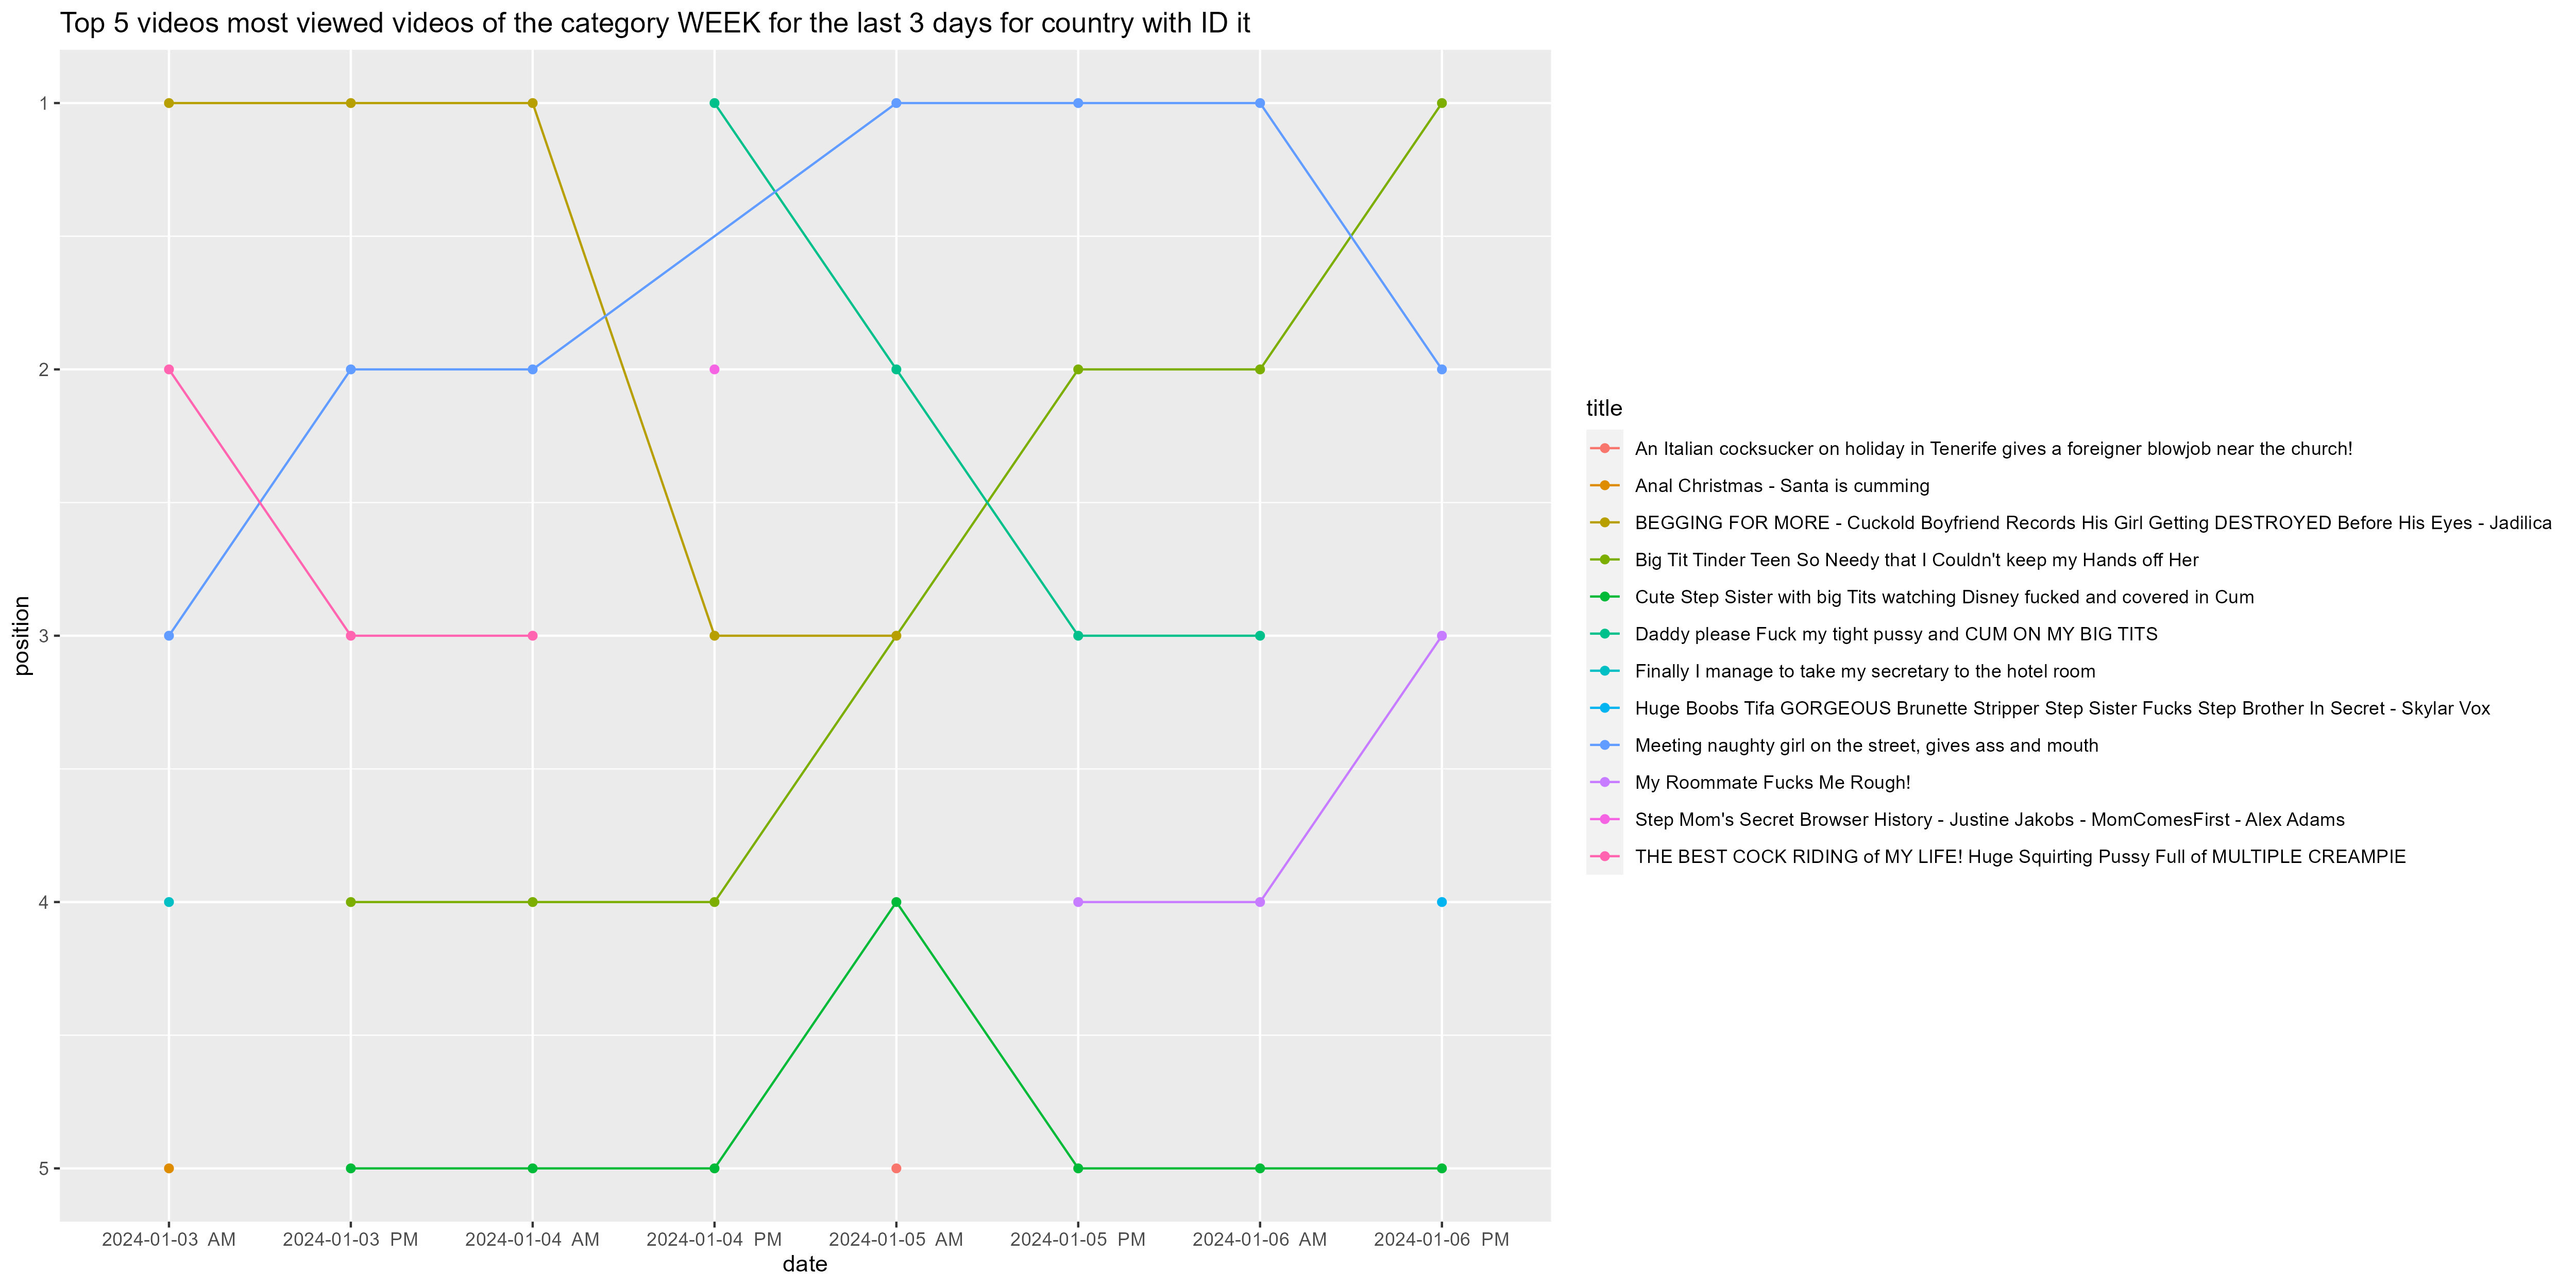 Top 5 videos most viewed videos of the category WEEK for the last 3 days for country with ID it
position
1
2
3
4
5
2024-01-03 AM
2024-01-03 PM
2024-01-04 AM
2024-01-04 PM
2024-01-05 AM
2024-01-05 PM
2024-01-06 AM
2024-01-06 PM
date
title
An Italian cocksucker on holiday in Tenerife gives a foreigner blowjob near the church!
Anal Christmas - Santa is cumming
BEGGING FOR MORE - Cuckold Boyfriend Records His Girl Getting DESTROYED Before His Eyes - Jadilica
Big Tit Tinder Teen So Needy that I Couldn't keep my Hands off Her
Cute Step Sister with big Tits watching Disney fucked and covered in Cum
Daddy please Fuck my tight pussy and CUM ON MY BIG TITS
Finally I manage to take my secretary to the hotel room
Huge Boobs Tifa GORGEOUS Brunette Stripper Step Sister Fucks Step Brother In Secret - Skylar Vox
Meeting naughty girl on the street, gives ass and mouth
My Roommate Fucks Me Rough!
Step Mom's Secret Browser History - Justine Jakobs - MomComesFirst - Alex Adams
THE BEST COCK RIDING of MY LIFE! Huge Squirting Pussy Full of MULTIPLE CREAMPIE